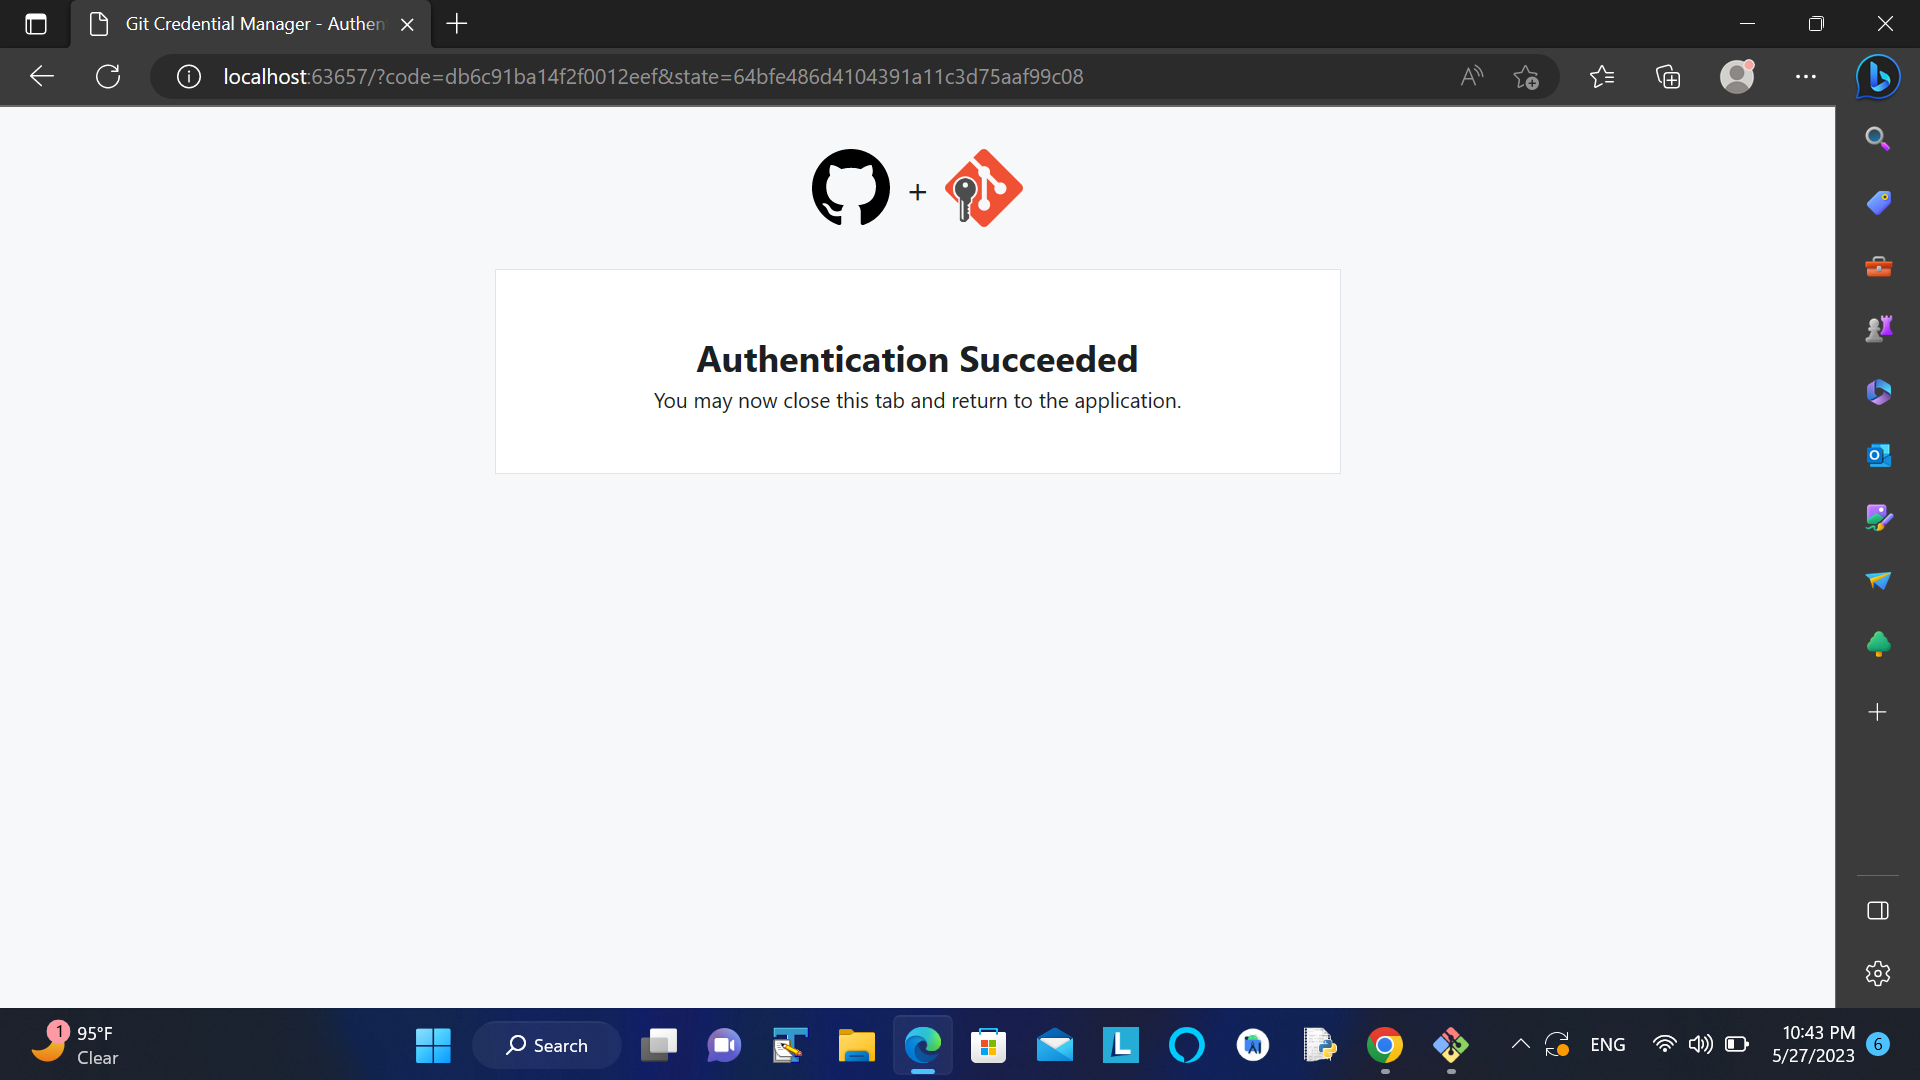 Git Credential Manager - Authen
localhost:63657/?code=db6c91ba14f2f0012eef&state=64bfe486d4104391a11c3d75aaf99c08
+
Authentication Succeeded
You may now close this tab and return to the application.
1
95°F
Clear
Search
L
ENG
10:43 PM
5/27/2023
6